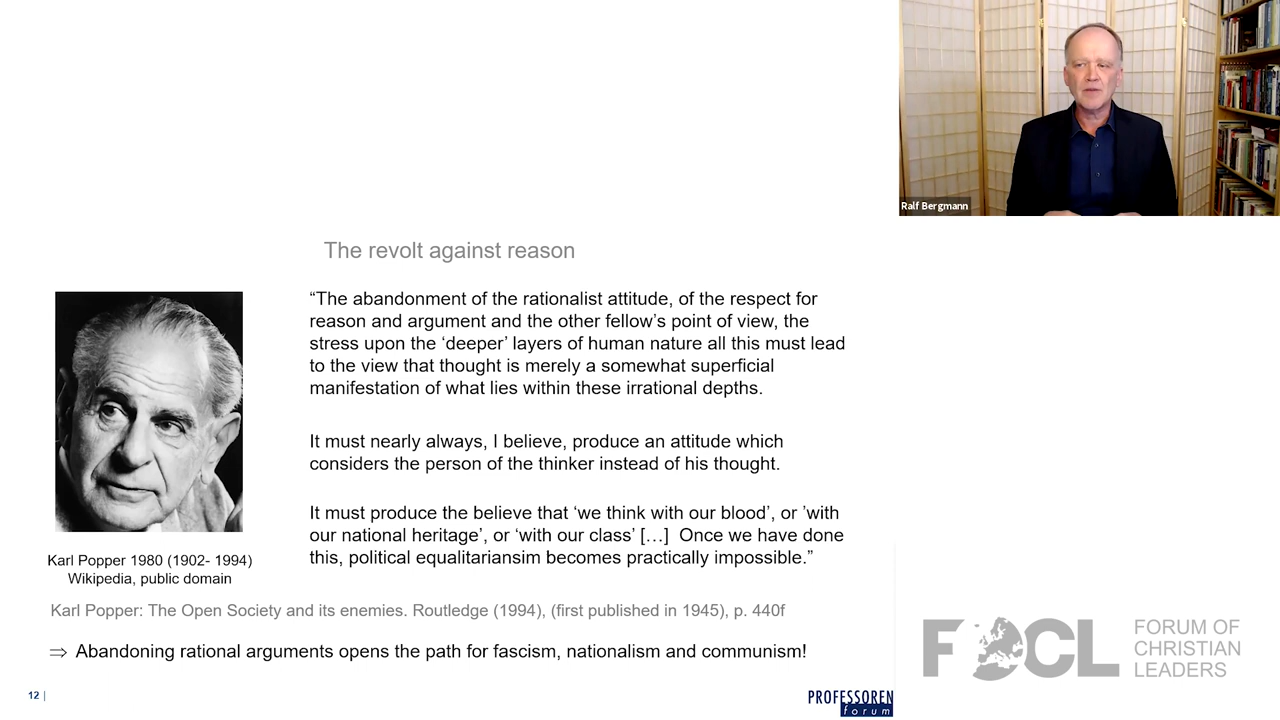 Ralf Bergmann
The revolt against reason
“The abandonment of the rationalist attitude, of the respect for
reason and argument and the other fellow’s point of view, the
stress upon the ‘deeper’ layers of human nature all this must lead
to the view that thought is merely a somewhat superficial
manifestation of what lies within these irrational depths.
It must nearly always, I believe, produce an attitude which
considers the person of the thinker instead of his thought.
It must produce the believe that ‘we think with our blood’, or ’with
our national heritage’, or ‘with our class’ […] Once we have done
this, political equalitariansim becomes practically impossible.”
Karl Popper 1980 (1902- 1994)
Wikipedia, public domain
Karl Popper: The Open Society and its enemies. Routledge (1994), (first published in 1945), p. 440f
⇒ Abandoning rational arguments opens the path for fascism, nationalism and communism!
12 |
PROFESSOREN
forum
FOCL
FORUM OF
CHRISTIAN
LEADERS